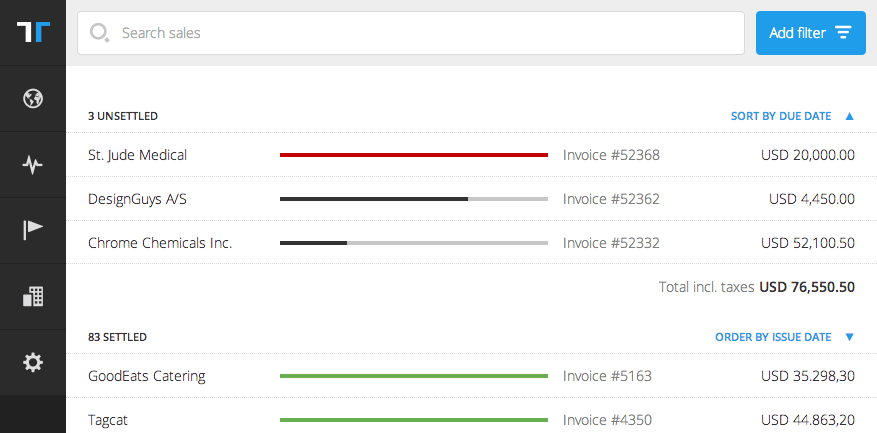 Search sales
Add filter
3 UNSETTLED SORT BY DUE DATE ▲
St. Jude Medical Invoice #52368 USD 20,000.00
DesignGuys A/S Invoice #52362 USD 4,450.00
Chrome Chemicals Inc. Invoice #52332 USD 52,100.50
Total incl. taxes USD 76,550.50
83 SETTLED ORDER BY ISSUE DATE ▼
GoodEats Catering Invoice #5163 USD 35.298,30
Tagcat Invoice #4350 USD 44.863,20